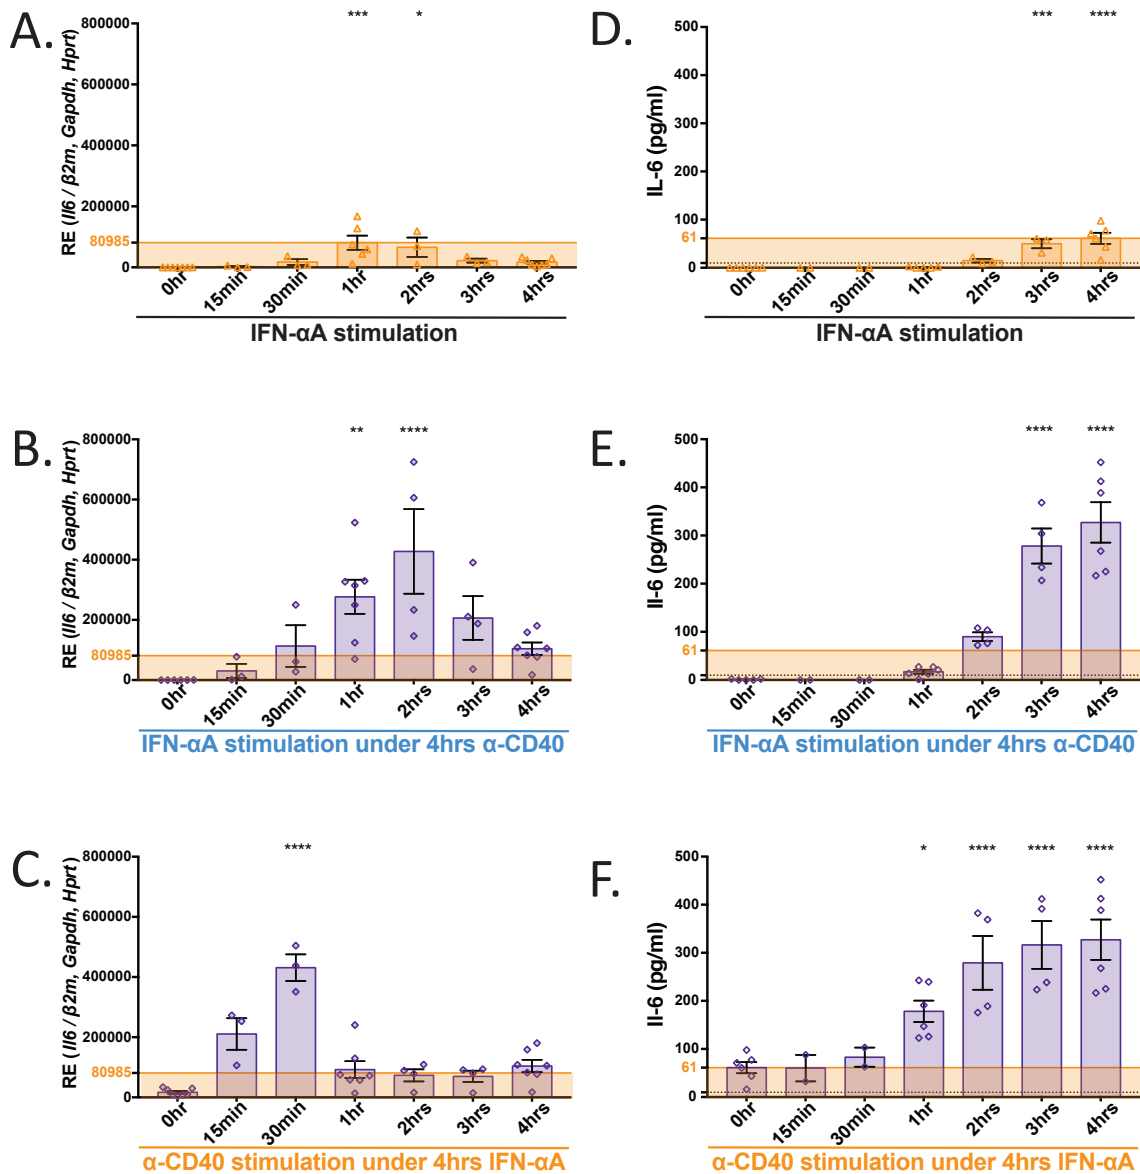 A.
RE (Il6 / β2m, Gapdh, Hprt)
800000
600000
400000
200000
80985
0
*** *
0hr 15min 30min 1hr 2hrs 3hrs 4hrs
IFN-αA stimulation
D.
IL-6 (pg/ml)
500
400
300
200
100
61
0
*** ****
0hr 15min 30min 1hr 2hrs 3hrs 4hrs
IFN-αA stimulation
B.
RE (Il6 / β2m, Gapdh, Hprt)
800000
600000
400000
200000
80985
0
** ****
0hr 15min 30min 1hr 2hrs 3hrs 4hrs
IFN-αA stimulation under 4hrs α-CD40
E.
Il-6 (pg/ml)
500
400
300
200
100
61
0
**** ****
0hr 15min 30min 1hr 2hrs 3hrs 4hrs
IFN-αA stimulation under 4hrs α-CD40
C.
RE (Il6 / β2m, Gapdh, Hprt)
800000
600000
400000
200000
80985
0
****
0hr 15min 30min 1hr 2hrs 3hrs 4hrs
α-CD40 stimulation under 4hrs IFN-αA
F.
Il-6 (pg/ml)
500
400
300
200
100
61
0
* **** **** ****
0hr 15min 30min 1hr 2hrs 3hrs 4hrs
α-CD40 stimulation under 4hrs IFN-αA